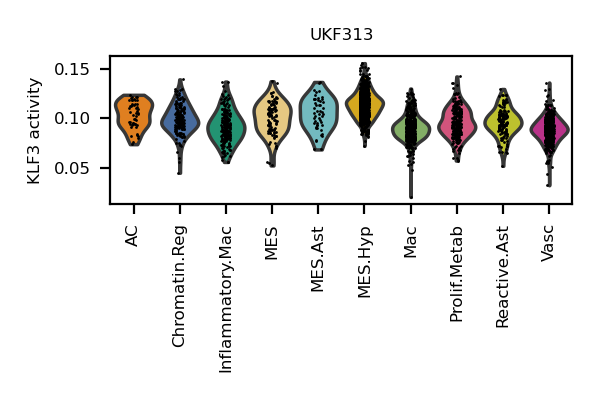 UKF313
KLF3 activity
0.15
0.10
0.05
AC
Chromatin.Reg
Inflammatory.Mac
MES
MES.Ast
MES.Hyp
Mac
Prolif.Metab
Reactive.Ast
Vasc